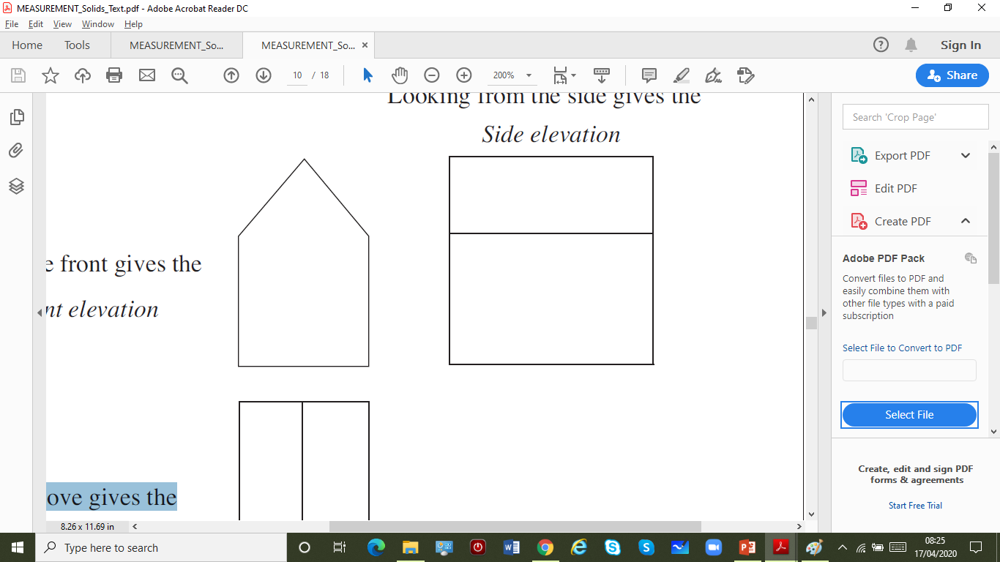 MEASUREMENT_Solids_Text.pdf - Adobe Acrobat Reader DC
File Edit View Window Help
Home Tools MEASUREMENT_So... MEASUREMENT_So... × Sign In
10 / 18 200% Share
Looking from the side gives the
Side elevation
e front gives the
nt elevation
ove gives the
8.26 x 11.69 in
Search 'Crop Page'
Export PDF
Edit PDF
Create PDF
Adobe PDF Pack
Convert files to PDF and
easily combine them with
other file types with a paid
subscription
Select File to Convert to PDF
Select File
Create, edit and sign PDF
forms & agreements
Start Free Trial
Type here to search
08:25
17/04/2020